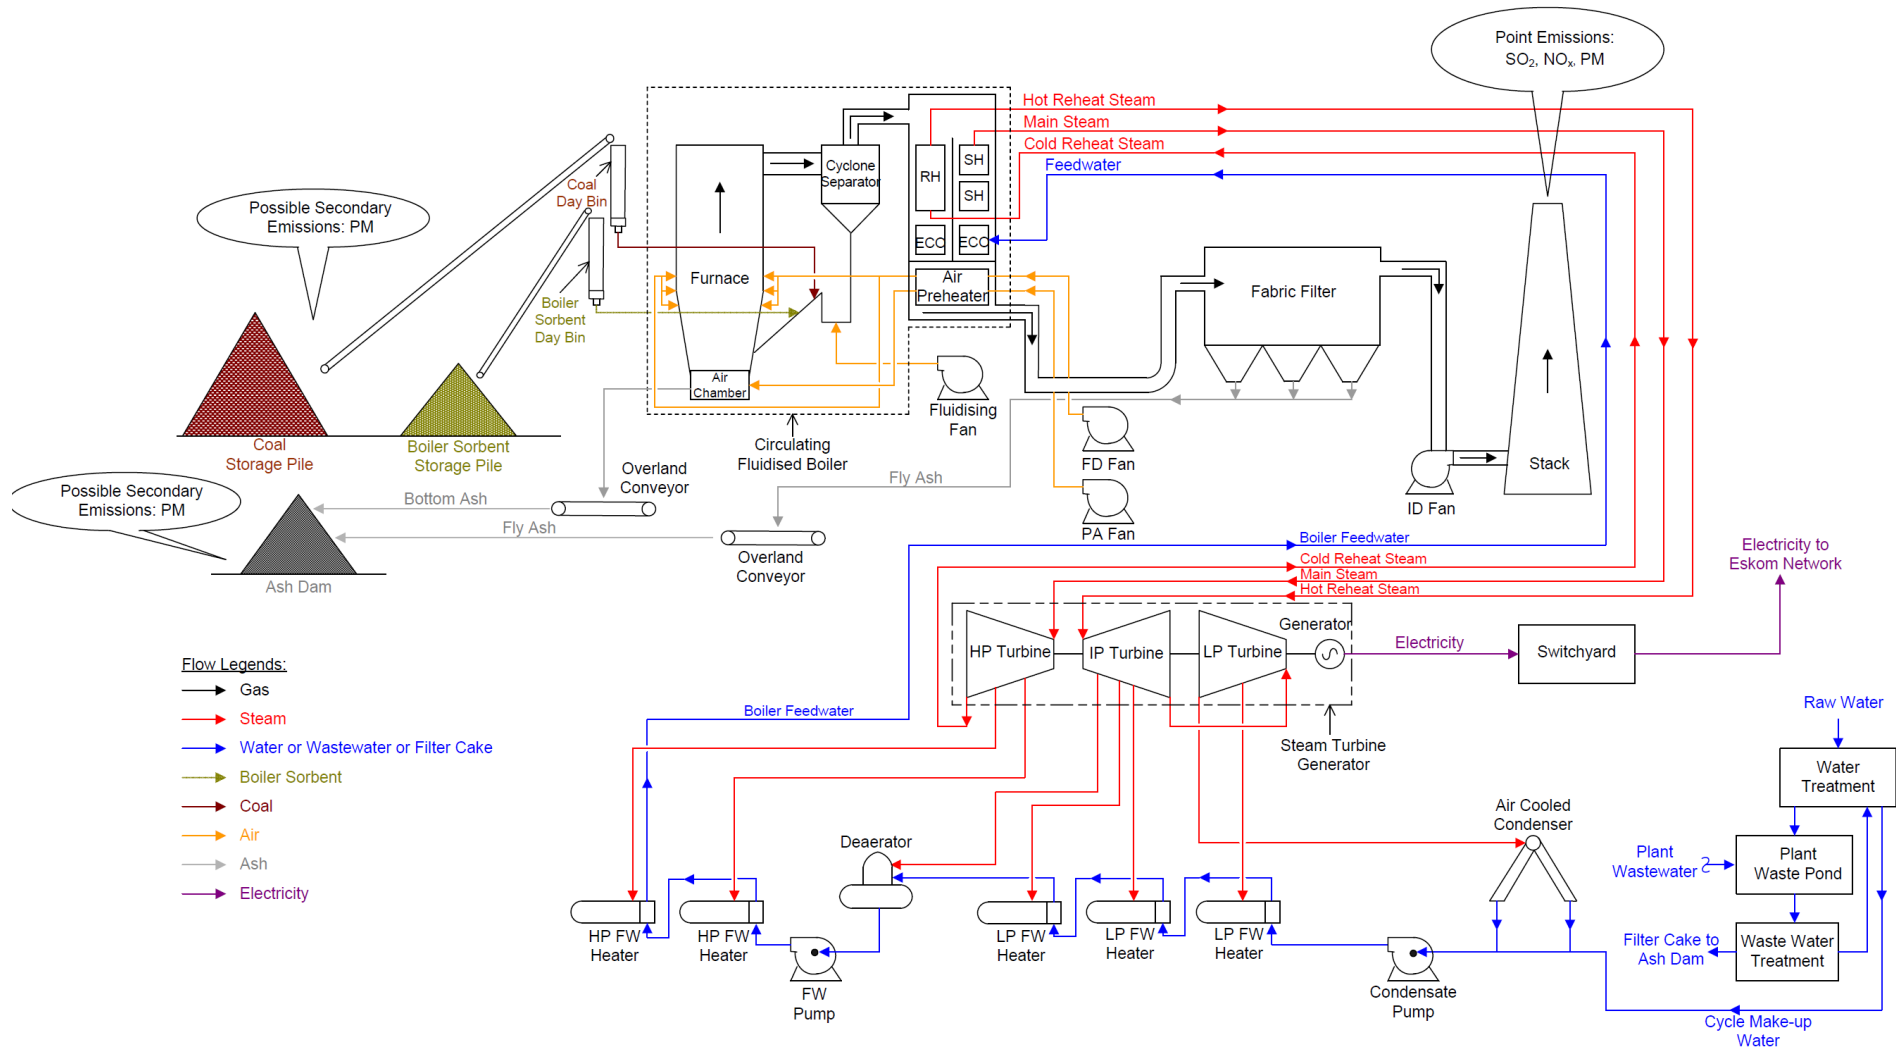 Point Emissions:
SO2, NOx, PM
Hot Reheat Steam
Main Steam
Cold Reheat Steam
Feedwater
Cyclone
Separator
SH
RH
SH
ECO
ECO
Coal
Day Bin
Possible Secondary
Emissions: PM
Furnace
Air
Preheater
Fabric Filter
Boiler
Sorbent
Day Bin
Air
Chamber
Fluidising
Fan
Circulating
Fluidised Boiler
Coal
Storage Pile
Boiler Sorbent
Storage Pile
FD Fan
Stack
Overland
Conveyor
Fly Ash
Possible Secondary
Emissions: PM
Bottom Ash
ID Fan
Fly Ash
PA Fan
Overland
Conveyor
Ash Dam
Boiler Feedwater
Cold Reheat Steam
Main Steam
Hot Reheat Steam
Electricity to
Eskom Network
Generator
HP Turbine
IP Turbine
LP Turbine
Electricity
Switchyard
Flow Legends:
Gas
Steam
Water or Wastewater or Filter Cake
Boiler Sorbent
Coal
Air
Ash
Electricity
Boiler Feedwater
Steam Turbine
Generator
Raw Water
Water
Treatment
Air Cooled
Condenser
Deaerator
Plant
Wastewater
Plant
Waste Pond
HP FW
Heater
HP FW
Heater
LP FW
Heater
LP FW
Heater
LP FW
Heater
Filter Cake to
Ash Dam
Waste Water
Treatment
FW
Pump
Condensate
Pump
Cycle Make-up
Water